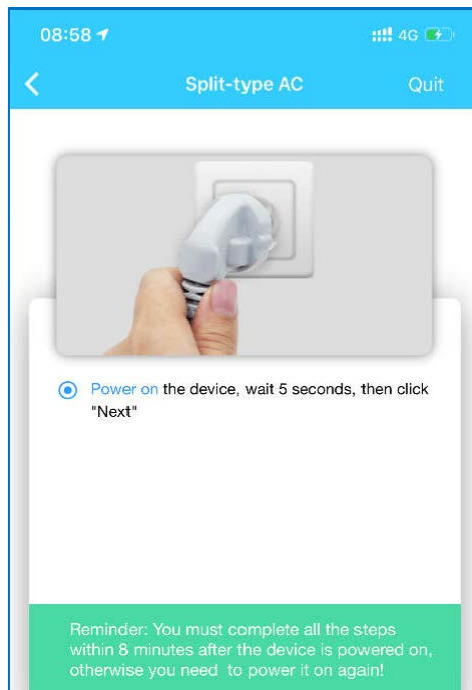 08:58
4G
Split-type AC
Quit
Power on the device, wait 5 seconds, then click
"Next"
Reminder: You must complete all the steps
within 8 minutes after the device is powered on,
otherwise you need to power it on again!